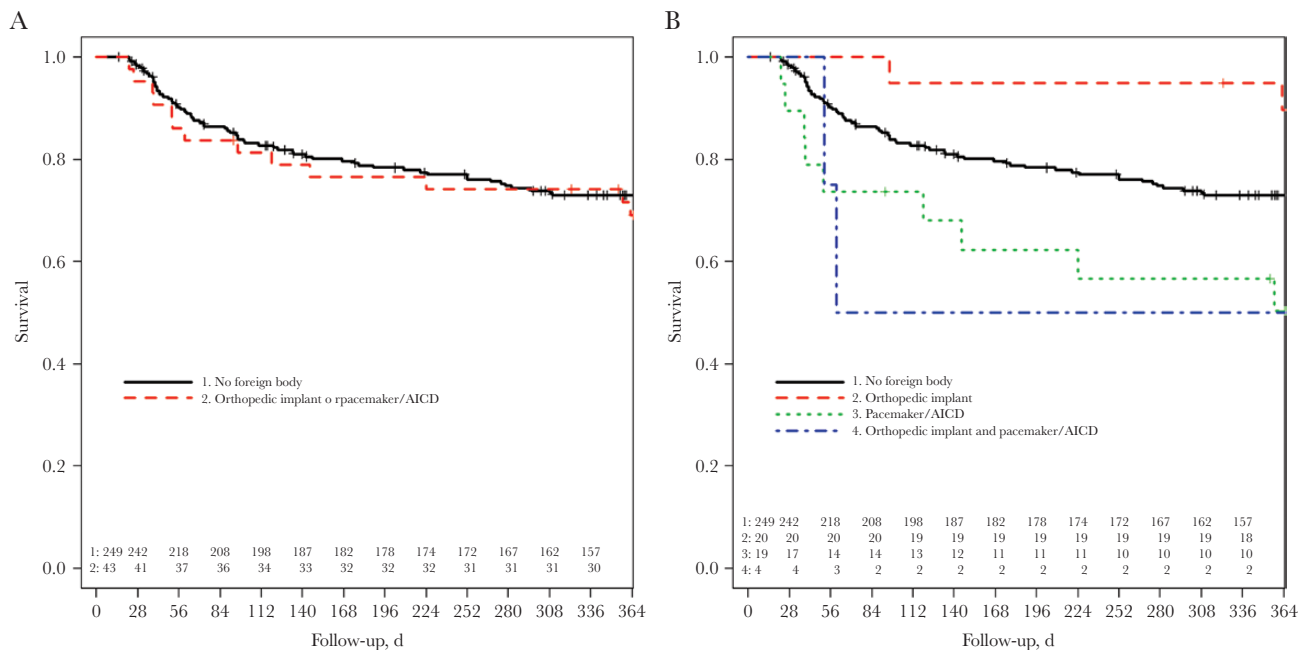 A
1.0
0.8
0.6
0.4
0.2
0.0
Survival
1. No foreign body
2. Orthopedic implant o rpacemaker/AICD
1: 249 242 218 208 198 187 182 178 174 172 167 162 157
2: 43 41 37 36 34 33 32 32 32 31 31 31 30
0 28 56 84 112 140 168 196 224 252 280 308 336 364
Follow-up, d
B
1.0
0.8
0.6
0.4
0.2
0.0
Survival
1. No foreign body
2. Orthopedic implant
3. Pacemaker/AICD
4. Orthopedic implant and pacemaker/AICD
1: 249 242 218 208 198 187 182 178 174 172 167 162 157
2: 20 20 20 20 19 19 19 19 19 19 19 19 18
3: 19 17 14 14 13 12 11 11 11 10 10 10 10
4: 4 4 3 2 2 2 2 2 2 2 2 2 2
0 28 56 84 112 140 168 196 224 252 280 308 336 364
Follow-up, d